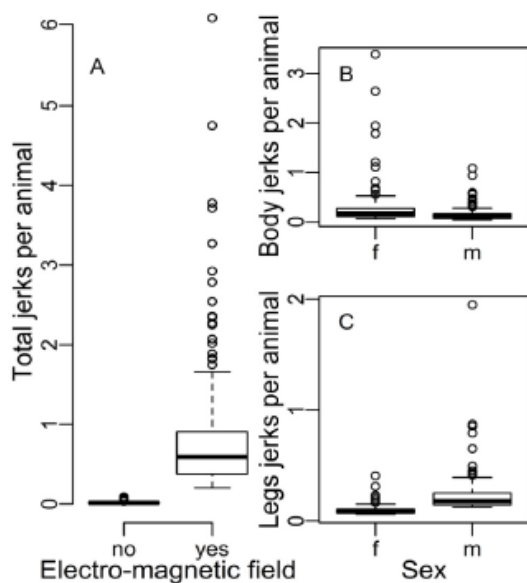 A
Total jerks per animal
0
1
2
3
4
5
6
no yes
Electro-magnetic field
B
Body jerks per animal
0
1
2
3
f m
C
Legs jerks per animal
0
1
2
f m
Sex